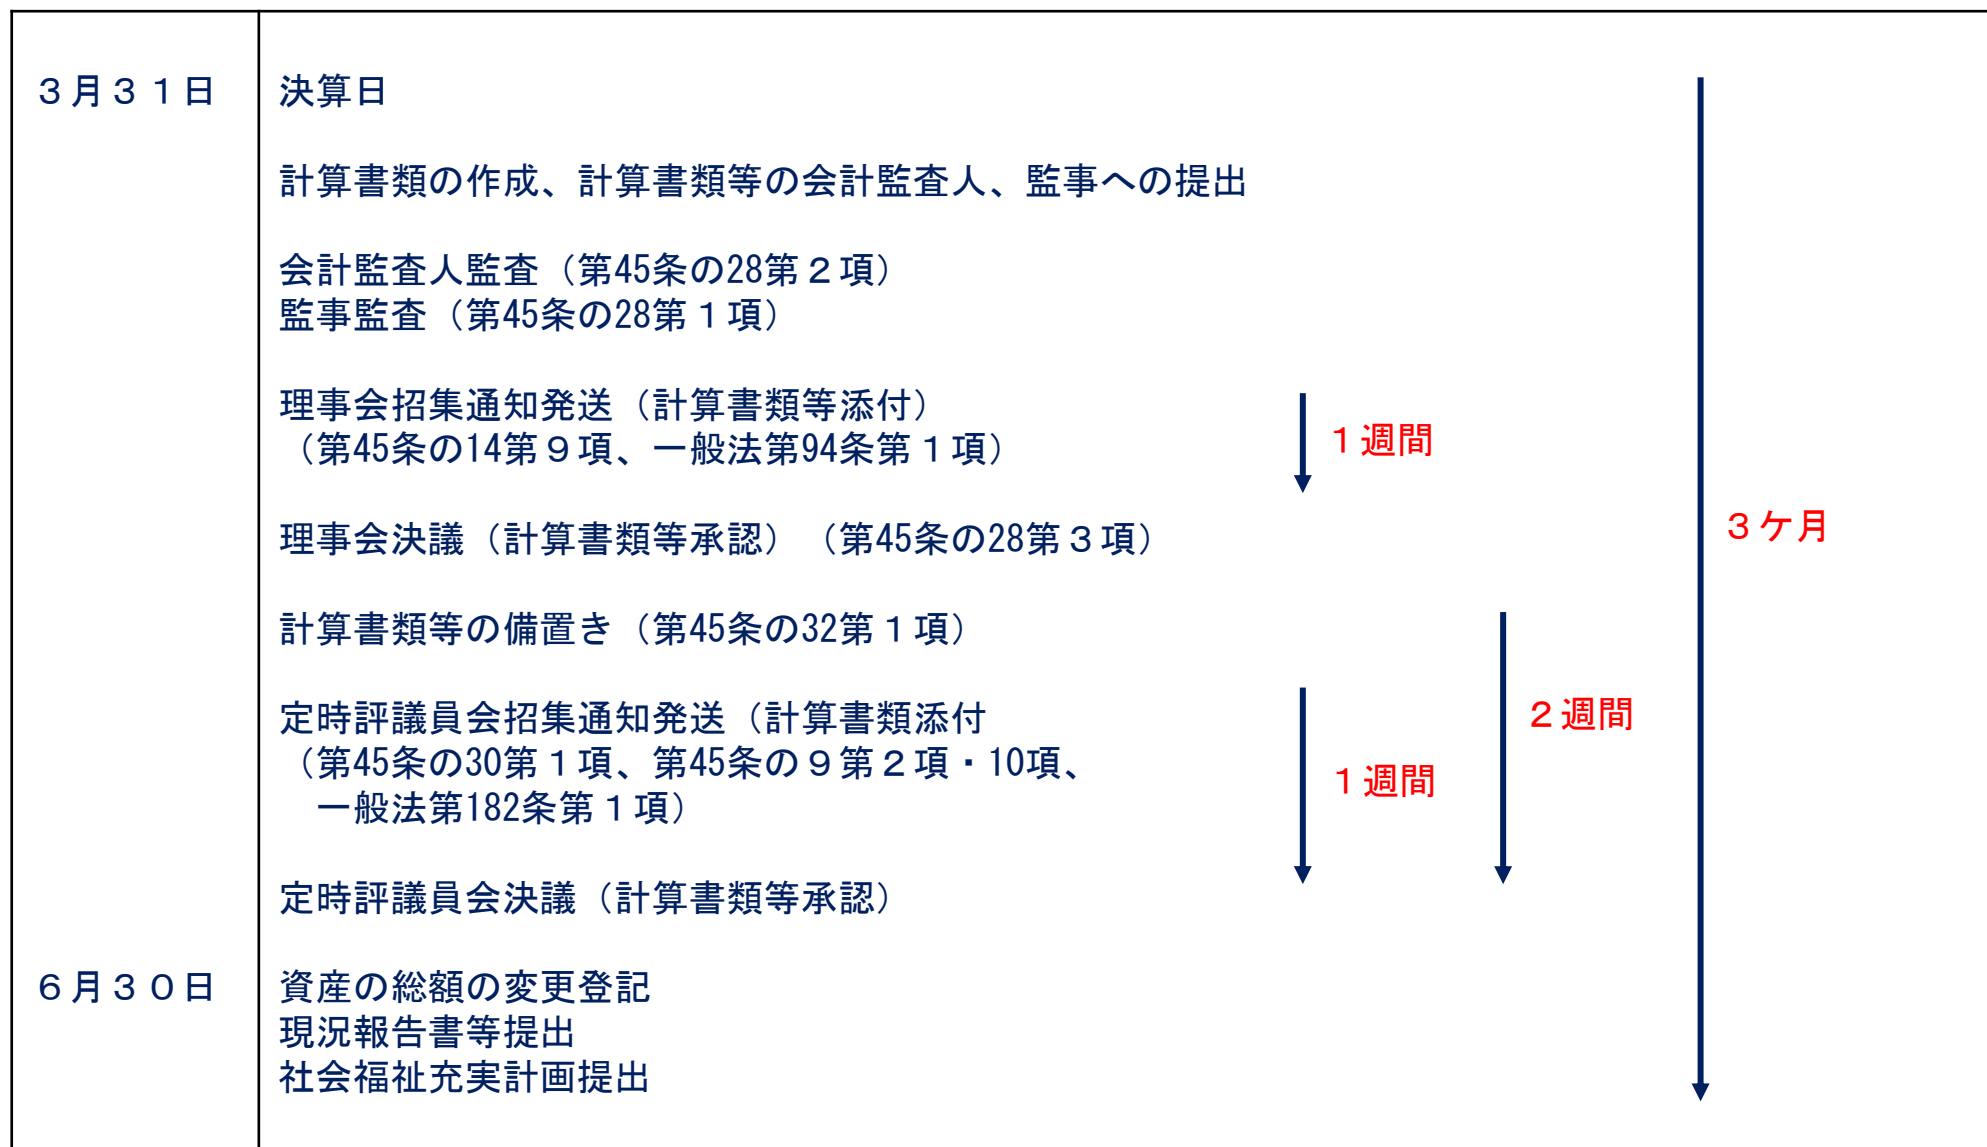 ３月３１日
決算日
計算書類の作成、計算書類等の会計監査人、監事への提出
会計監査人監査（第45条の28第２項）
監事監査（第45条の28第１項）
理事会招集通知発送（計算書類等添付）
（第45条の14第９項、一般法第94条第１項）
１週間
理事会決議（計算書類等承認）（第45条の28第３項）
３ケ月
計算書類等の備置き（第45条の32第１項）
定時評議員会招集通知発送（計算書類添付
（第45条の30第１項、第45条の９第２項・10項、
一般法第182条第１項）
１週間
２週間
定時評議員会決議（計算書類等承認）
６月３０日
資産の総額の変更登記
現況報告書等提出
社会福祉充実計画提出